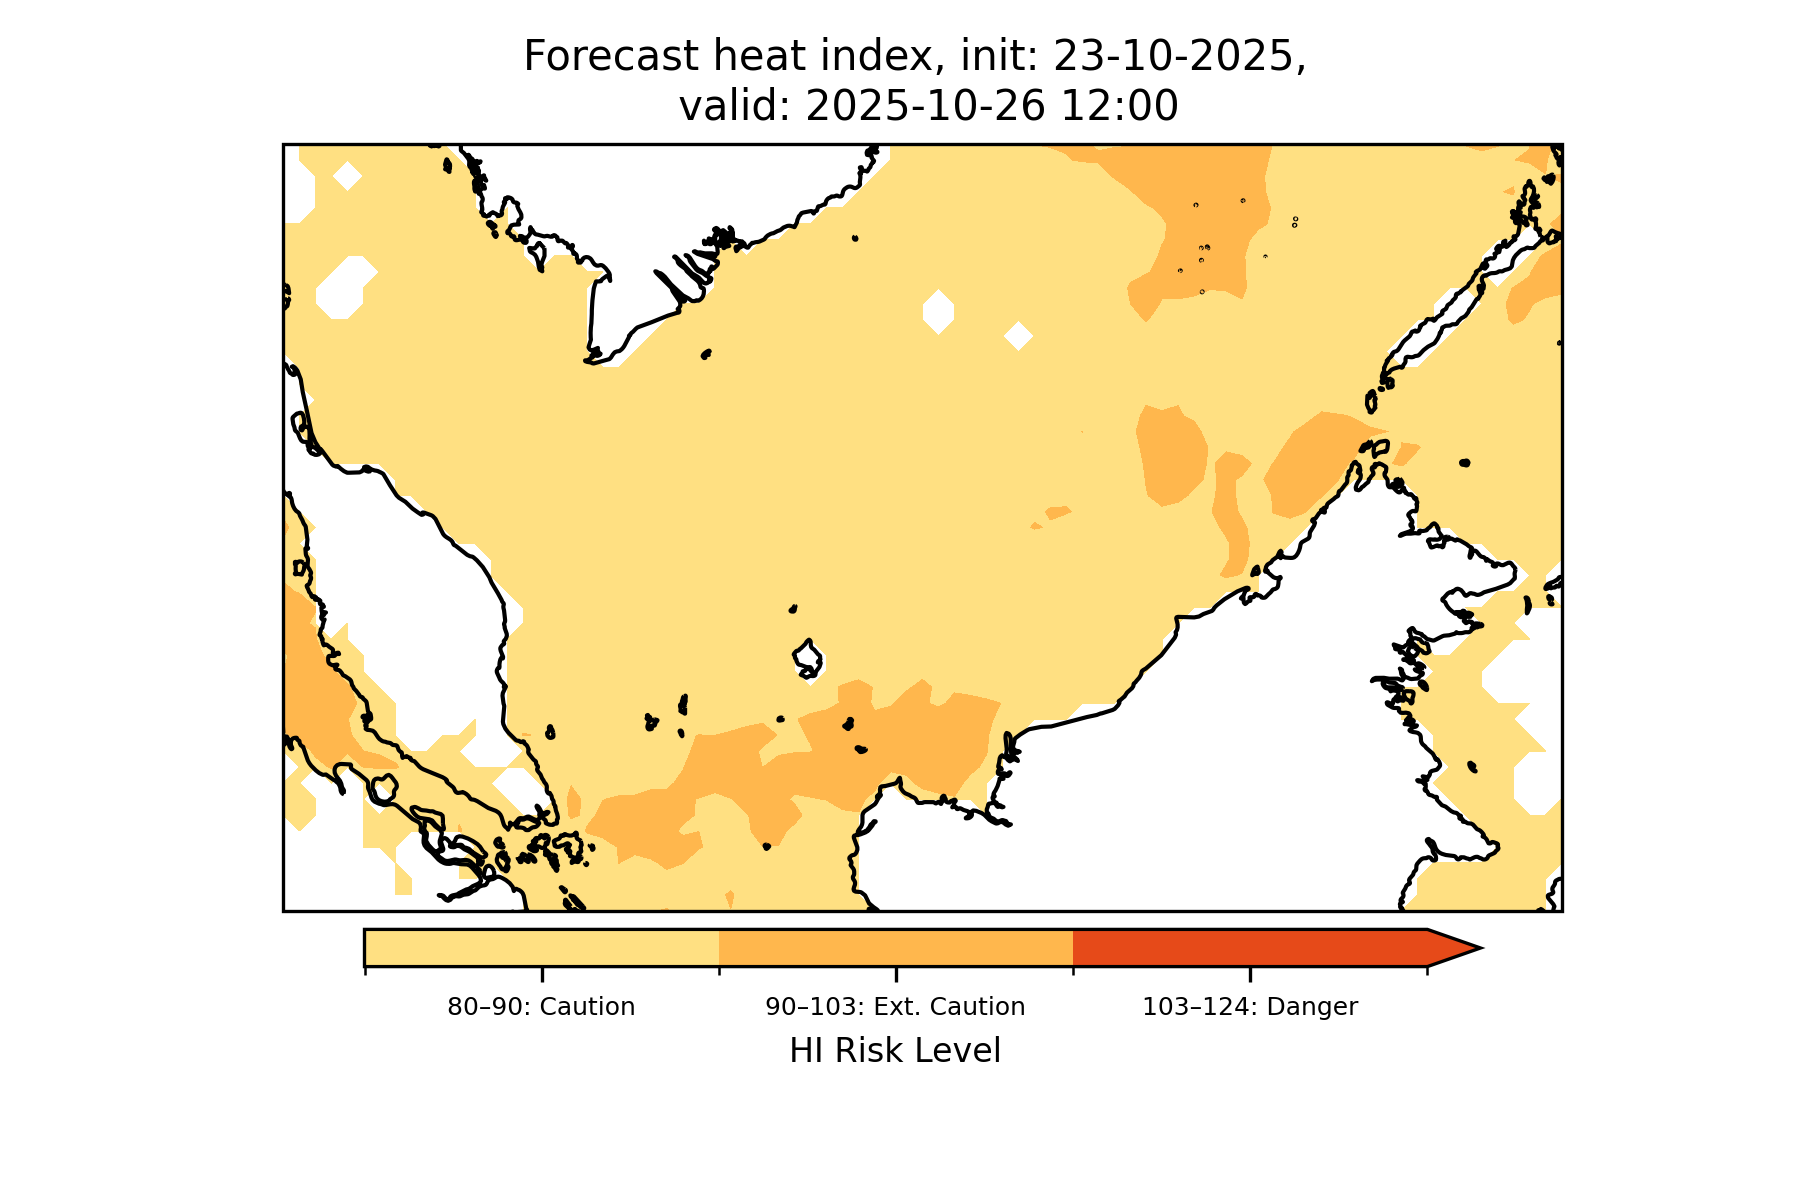 Forecast heat index, init: 23-10-2025,
valid: 2025-10-26 12:00
80–90: Caution
90–103: Ext. Caution
103–124: Danger
HI Risk Level